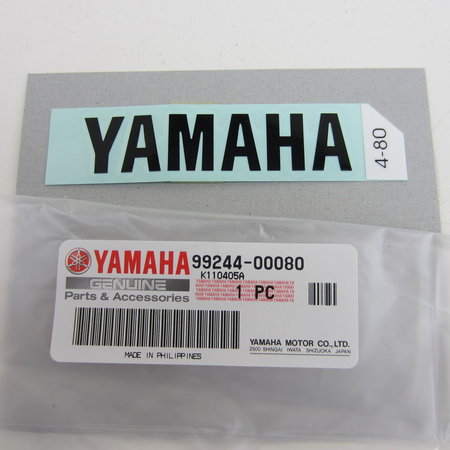 YAMAHA
4-80
YAMAHA 99244-00080
K110405A
GENUINE
Parts & Accessories
1 PC
MADE IN PHILIPPINES
YAMAHA MOTOR CO.,LTD.
2500 SHINGAI IWATA SHIZUOKA JAPAN